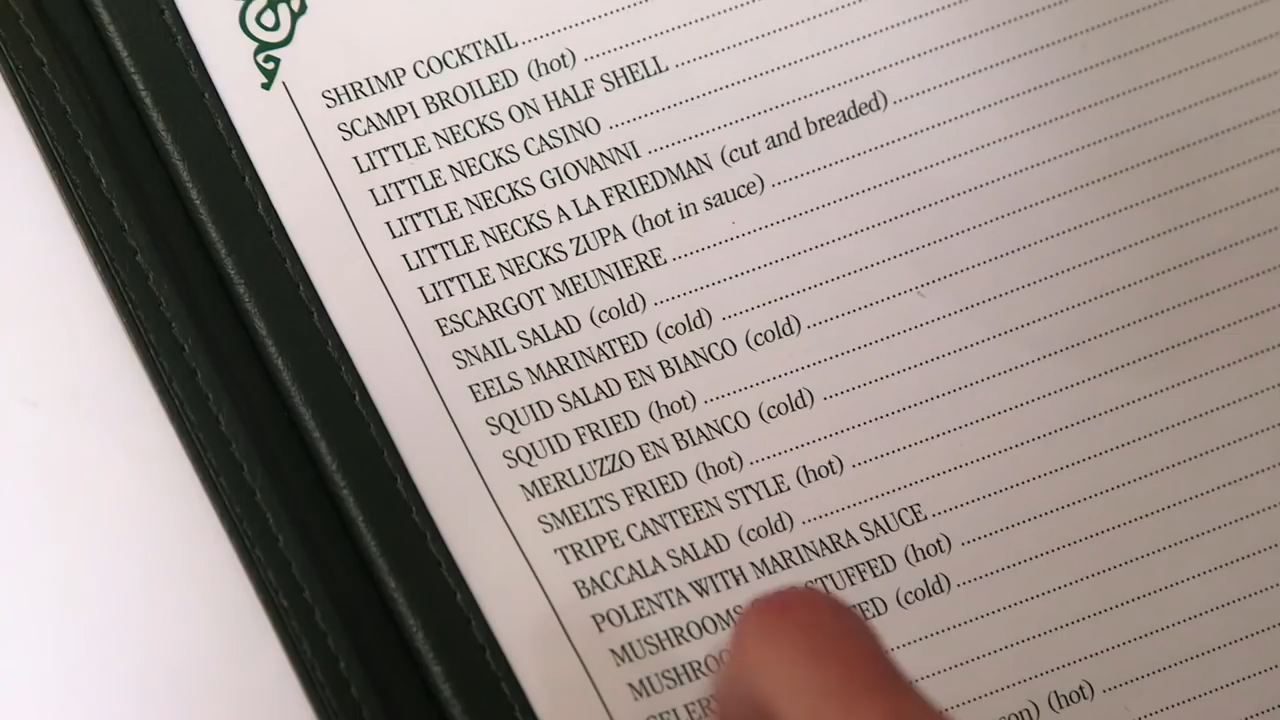 SHRIMP COCKTAIL
SCAMPI BROILED (hot)
LITTLE NECKS ON HALF SHELL
LITTLE NECKS CASINO
LITTLE NECKS GIOVANNI
LITTLE NECKS A LA FRIEDMAN (cut and breaded)
LITTLE NECKS ZUPA (hot in sauce)
ESCARGOT MEUNIERE
SNAIL SALAD (cold)
EELS MARINATED (cold)
SQUID SALAD EN BIANCO (cold)
SQUID FRIED (hot)
MERLUZZO EN BIANCO (cold)
SMELTS FRIED (hot)
TRIPE CANTEEN STYLE (hot)
BACCALA SALAD (cold)
POLENTA WITH MARINARA SAUCE
MUSHROOMS STUFFED (hot)
(cold)
(hot)